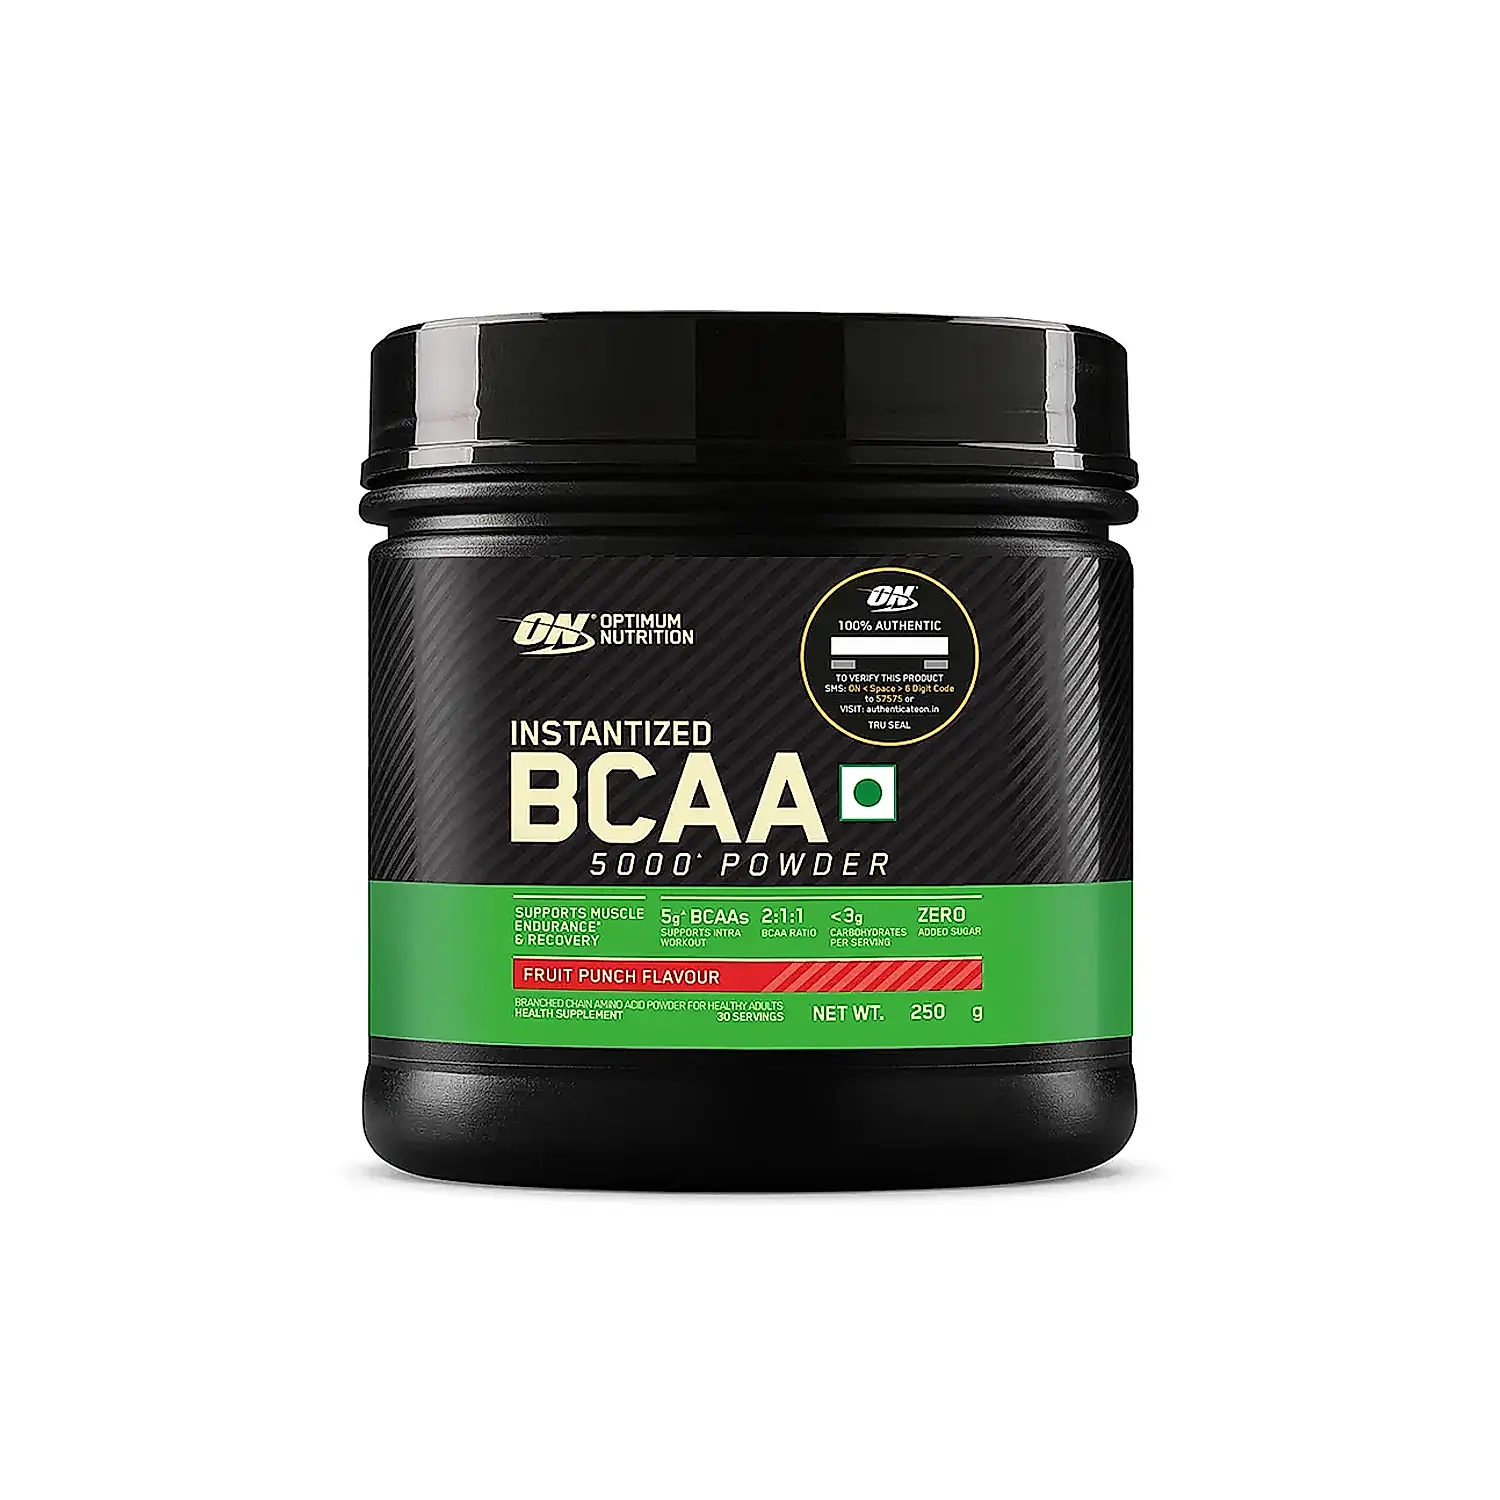 ON® OPTIMUM
NUTRITION
ON
100% AUTHENTIC
TO VERIFY THIS PRODUCT
SMS: ON < Space > 6 Digit Code
to 57575 or
VISIT: authenticateon.in
TRU SEAL
INSTANTIZED
BCAA
5000^ POWDER
SUPPORTS MUSCLE
ENDURANCE#
& RECOVERY
5g^ BCAAs
SUPPORTS INTRA
WORKOUT
2:1:1
BCAA RATIO
<3g
CARBOHYDRATES
PER SERVING
ZERO
ADDED SUGAR
FRUIT PUNCH FLAVOUR
BRANCHED CHAIN AMINO ACID POWDER FOR HEALTHY ADULTS
HEALTH SUPPLEMENT 30 SERVINGS
NET WT. 250 g